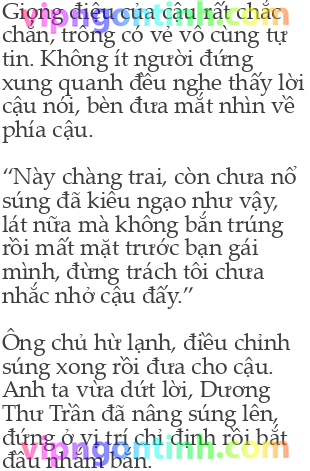 Giọng điệu của cậu rất chắc
chắn, trông có vẻ vô cùng tự
tin. Không ít người đứng
xung quanh đều nghe thấy lời
cậu nói, bèn đưa mắt nhìn về
phía cậu.
“Này chàng trai, còn chưa nổ
súng đã kiêu ngạo như vậy,
lát nữa mà không bắn trúng
rồi mất mặt trước bạn gái
mình, đừng trách tôi chưa
nhắc nhở cậu đấy.”
Ông chủ hừ lạnh, điều chỉnh
súng xong rồi đưa cho cậu.
Anh ta vừa dứt lời, Dương
Thư Trần đã nâng súng lên,
đứng ở vị trí chỉ định rồi bắt
đầu nhắm bắn.
vipngontinh.com
vipngontinh.com